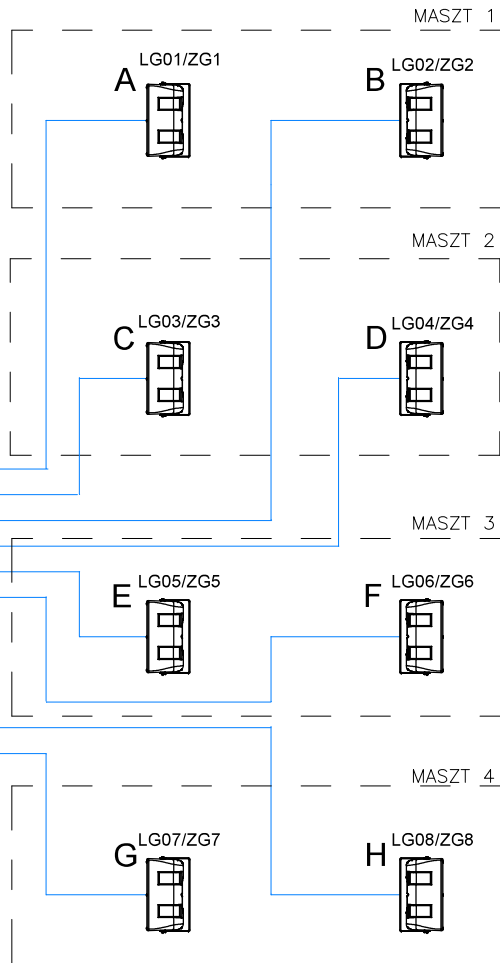 MASZT 1
A LG01/ZG1
B LG02/ZG2
MASZT 2
C LG03/ZG3
D LG04/ZG4
MASZT 3
E LG05/ZG5
F LG06/ZG6
MASZT 4
G LG07/ZG7
H LG08/ZG8